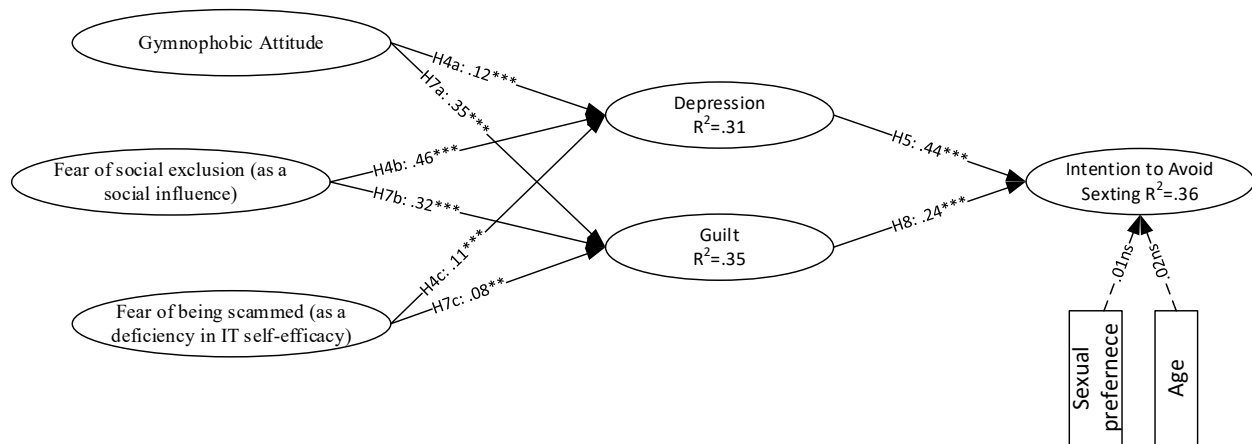 Gymnophobic Attitude
H4a: .12***
H7a: .35***
Depression
R²=.31
H4b: .46***
H5: .44***
Fear of social exclusion (as a
social influence)
Intention to Avoid
Sexting R²=.36
H7b: .32***
Guilt
R²=.35
H8: .24***
H4c: .11***
H7c: .08**
Fear of being scammed (as a
deficiency in IT self-efficacy)
.01ns
.02ns
Sexual
prefernece
Age